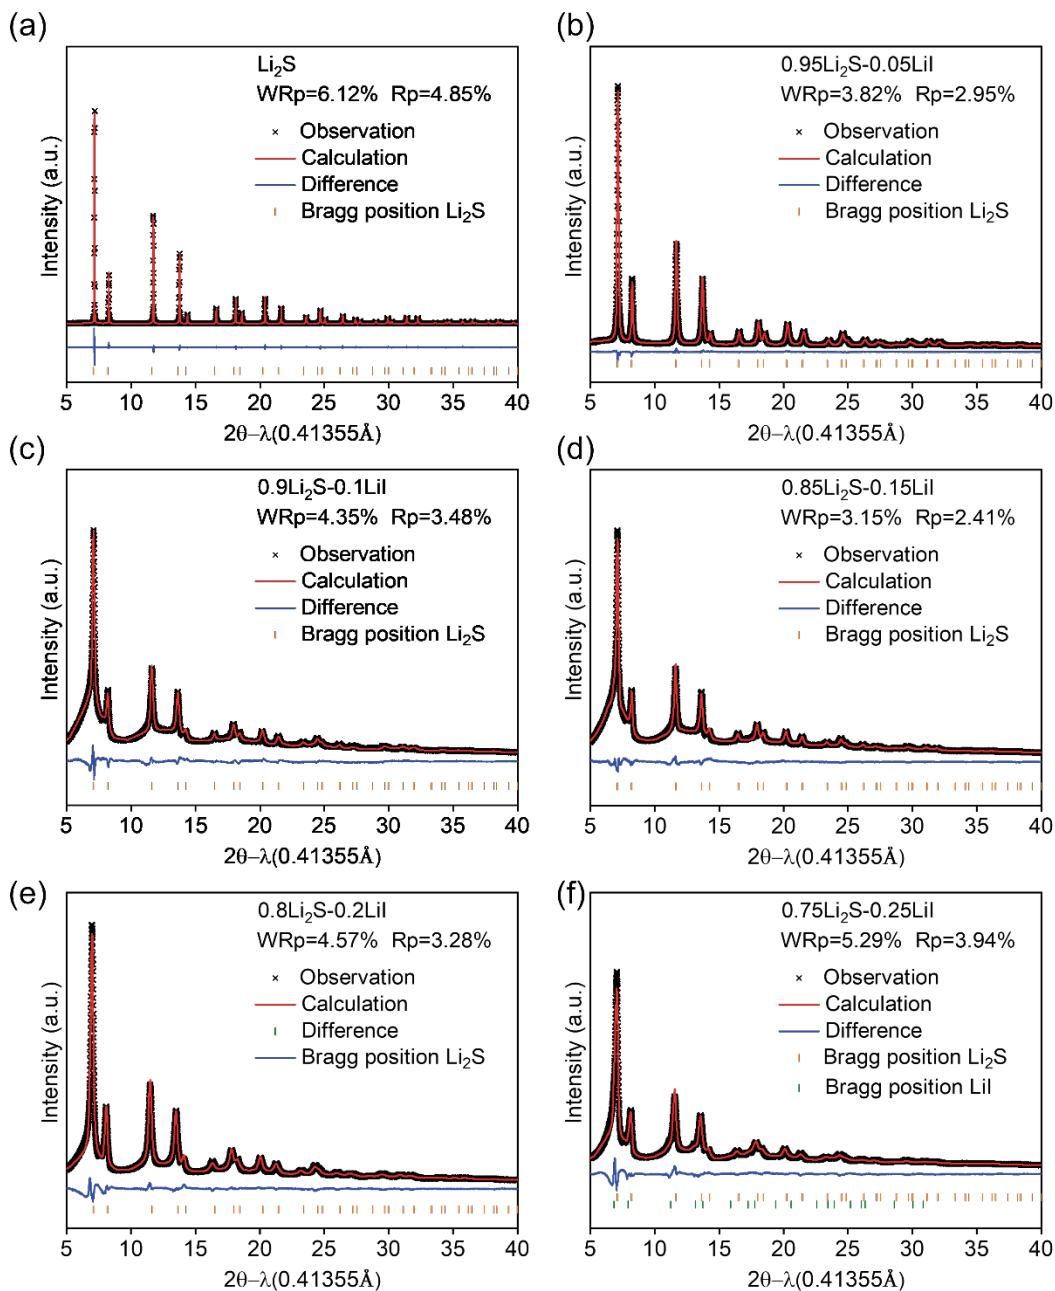 (a)
Li₂S
WRp=6.12% Rp=4.85%
Observation
Calculation
Difference
Bragg position Li₂S
Intensity (a.u.)
5 10 15 20 25 30 35 40
2θ–λ(0.41355Å)
(b)
0.95Li₂S-0.05LiI
WRp=3.82% Rp=2.95%
Observation
Calculation
Difference
Bragg position Li₂S
Intensity (a.u.)
5 10 15 20 25 30 35 40
2θ–λ(0.41355Å)
(c)
0.9Li₂S-0.1LiI
WRp=4.35% Rp=3.48%
Observation
Calculation
Difference
Bragg position Li₂S
Intensity (a.u.)
5 10 15 20 25 30 35 40
2θ–λ(0.41355Å)
(d)
0.85Li₂S-0.15LiI
WRp=3.15% Rp=2.41%
Observation
Calculation
Difference
Bragg position Li₂S
Intensity (a.u.)
5 10 15 20 25 30 35 40
2θ–λ(0.41355Å)
(e)
0.8Li₂S-0.2LiI
WRp=4.57% Rp=3.28%
Observation
Calculation
Difference
Bragg position Li₂S
Intensity (a.u.)
5 10 15 20 25 30 35 40
2θ–λ(0.41355Å)
(f)
0.75Li₂S-0.25LiI
WRp=5.29% Rp=3.94%
Observation
Calculation
Difference
Bragg position Li₂S
Bragg position LiI
Intensity (a.u.)
5 10 15 20 25 30 35 40
2θ–λ(0.41355Å)